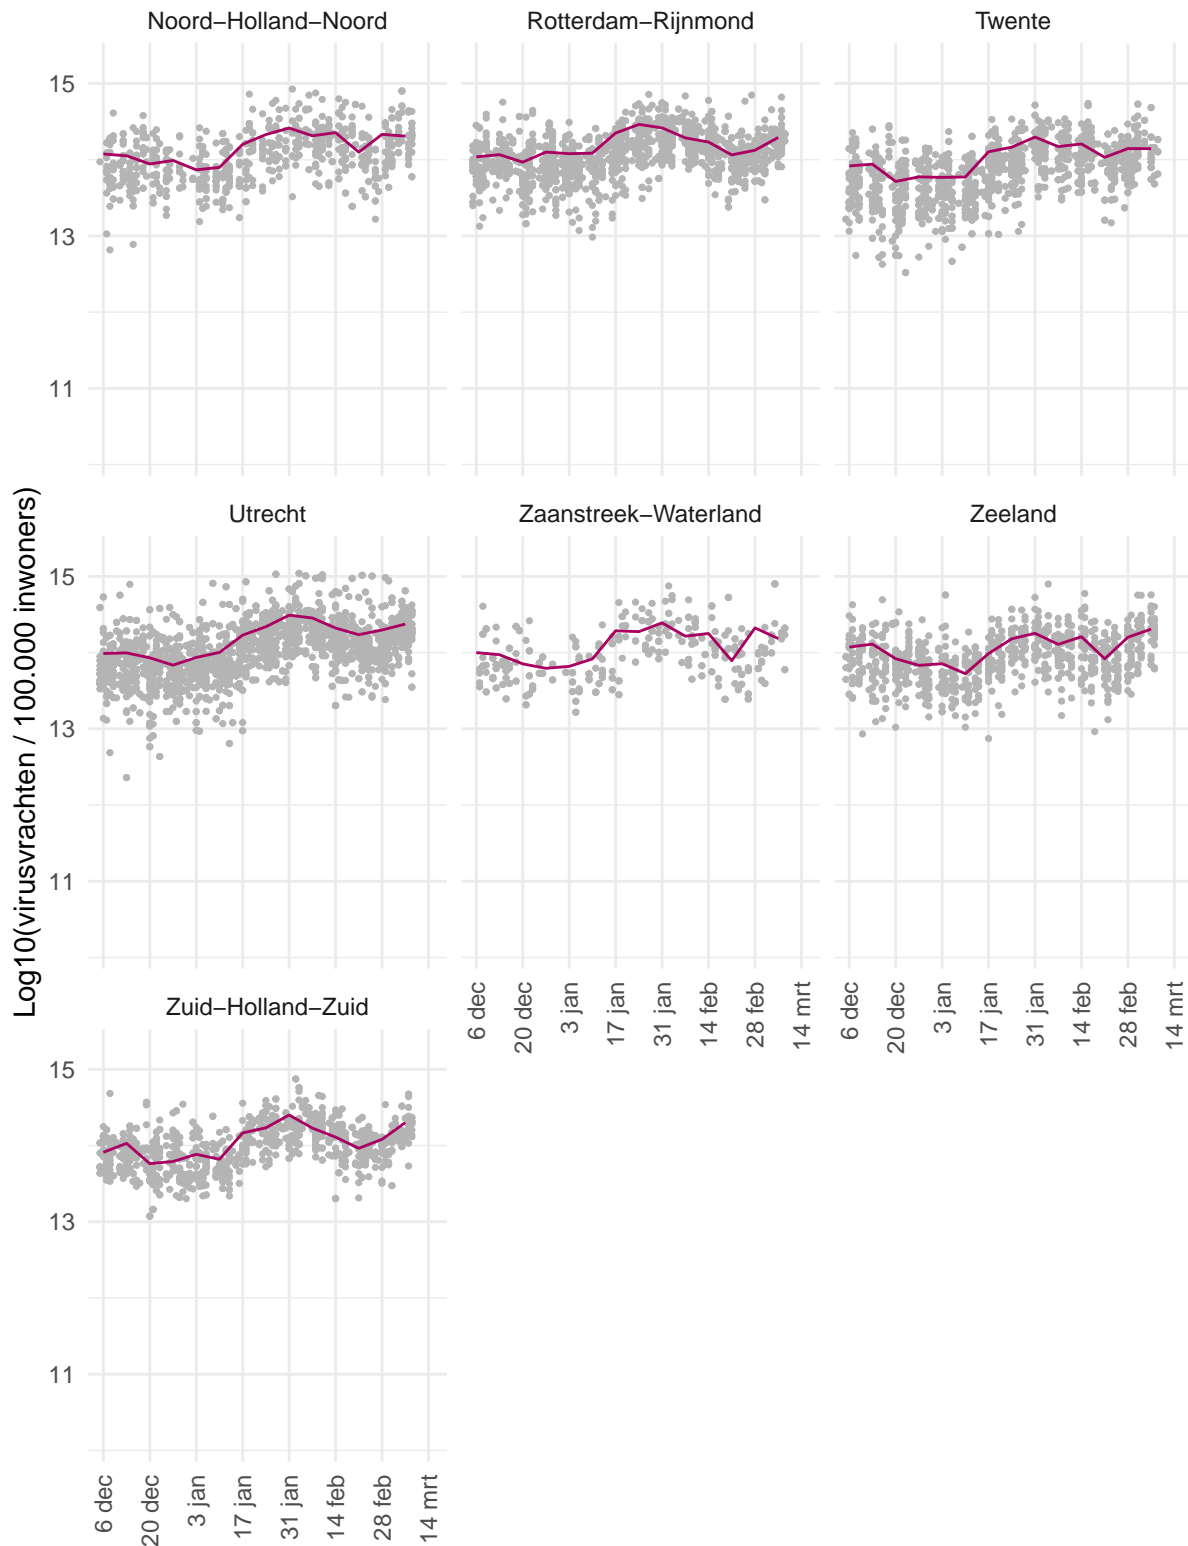 Noord−Holland−Noord
Rotterdam−Rijnmond
Twente
15
13
11
Utrecht
Zaanstreek−Waterland
Zeeland
15
13
11
Log10(virusvrachten / 100.000 inwoners)
6 dec
20 dec
3 jan
17 jan
31 jan
14 feb
28 feb
14 mrt
6 dec
20 dec
3 jan
17 jan
31 jan
14 feb
28 feb
14 mrt
Zuid−Holland−Zuid
15
13
11
6 dec
20 dec
3 jan
17 jan
31 jan
14 feb
28 feb
14 mrt